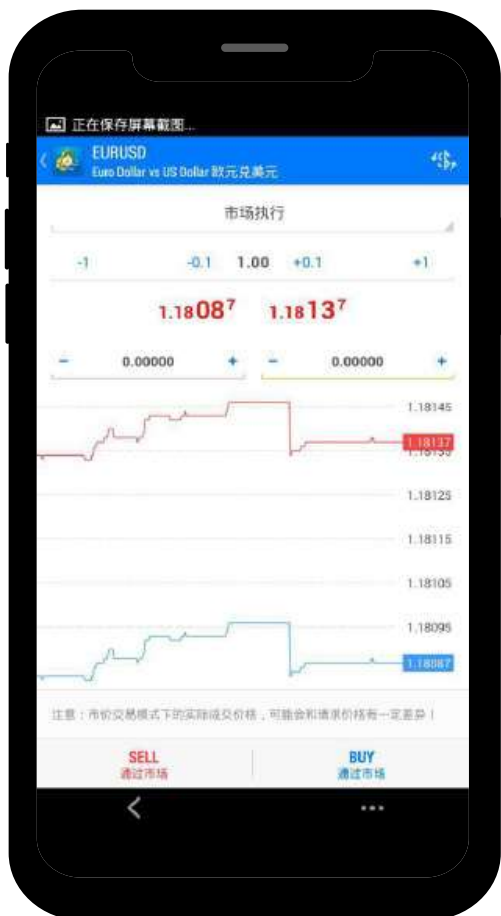 正在保存屏幕截图...
EURUSD
Euro Dollar vs US Dollar 欧元兑美元
市场执行
-1 -0.1 1.00 +0.1 +1
1.18087 1.18137
- 0.00000 + - 0.00000 +
1.18145
1.18137
1.18135
1.18125
1.18115
1.18105
1.18095
1.18087
注意：市价交易模式下的实际成交价格，可能会和请求价格有一定差异！
SELL BUY
通过市场 通过市场